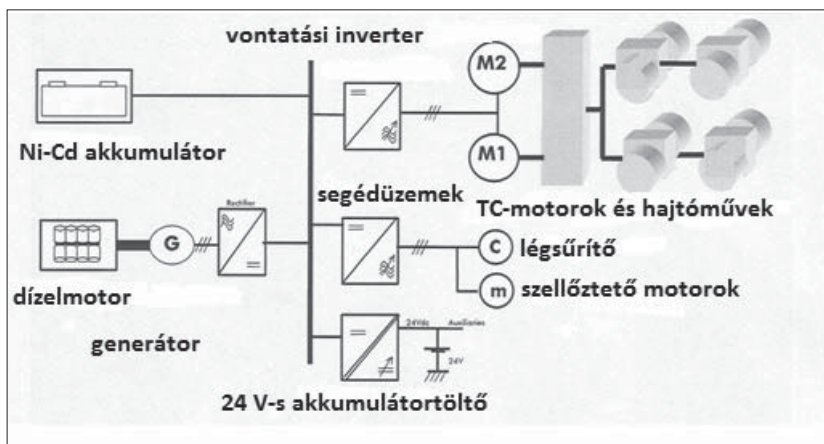 vontatási inverter
M2
M1
Ni-Cd akkumulátor
segédüzemek
TC-motorok és hajtóművek
Rectifier
G
C
légsűrítő
m
szellőztető motorok
dízelmotor
generátor
24Vdc
Auxiliaries
24V
24 V-s akkumulátortöltő